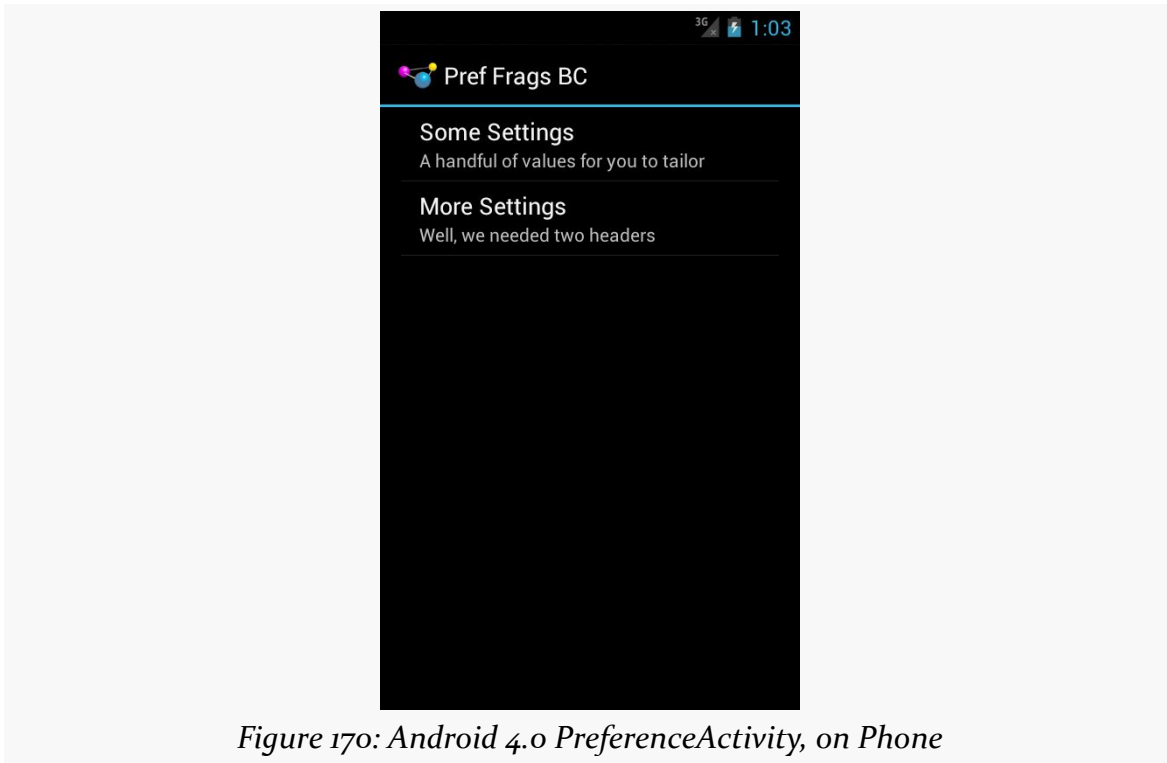 3G 1:03
Pref Frags BC
Some Settings
A handful of values for you to tailor
More Settings
Well, we needed two headers
Figure 170: Android 4.0 PreferenceActivity, on Phone